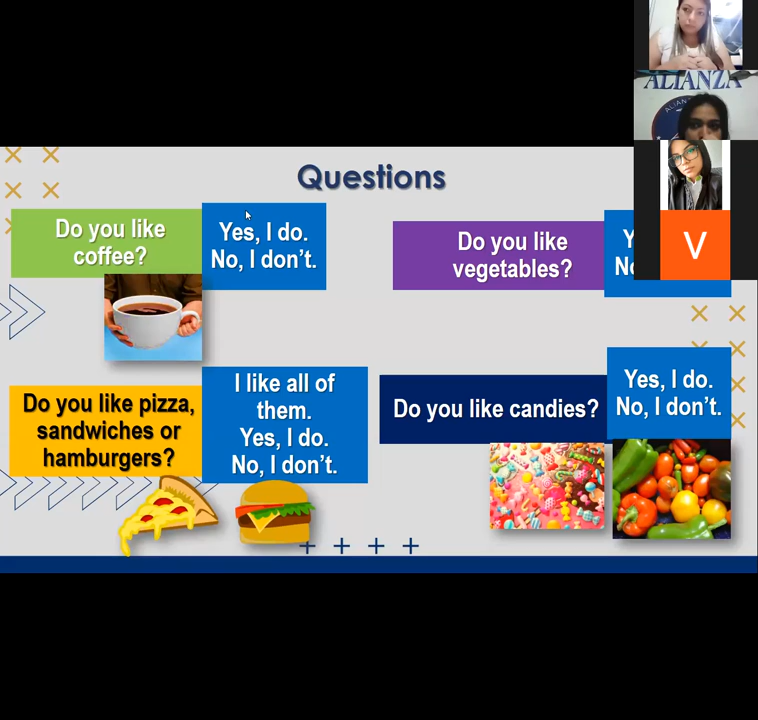 ALIANZA
Questions
Do you like
coffee?
Yes, I do.
No, I don't.
Do you like
vegetables?
V
Do you like pizza,
sandwiches or
hamburgers?
I like all of
them.
Yes, I do.
No, I don't.
Do you like candies?
Yes, I do.
No, I don't.